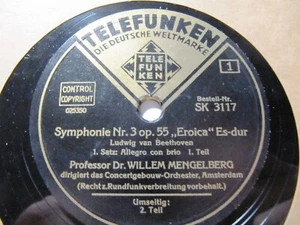 TELEFUNKEN
DIE DEUTSCHE WELTMARKE
TELE
FUN
KEN
CONTROL
COPYRIGHT
025350
1
Bestell-Nr.
SK 3117
Symphonie Nr. 3 op. 55 „Eroica" Es-dur
Ludwig van Beethoven
1. Satz: Allegro con brio 1. Teil
Professor Dr. WILLEM MENGELBERG
dirigiert das Concertgebouw-Orchester, Amsterdam
(Recht z. Rundfunkverbreitung vorbehalt.)
Umseitig:
2. Teil